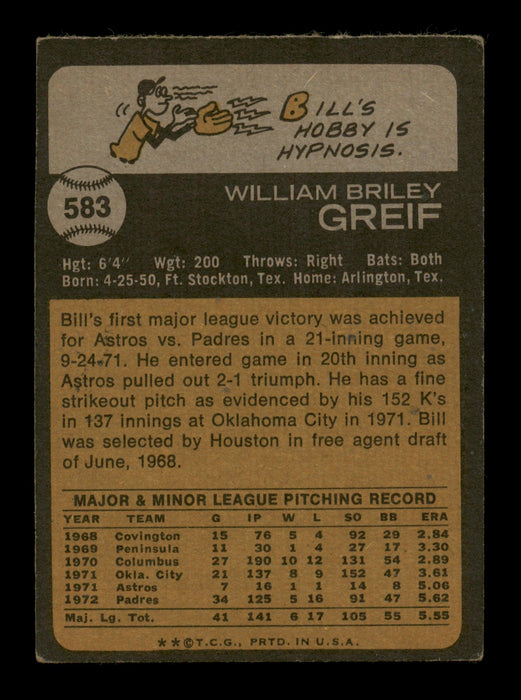 BILL'S
HOBBY IS
HYPNOSIS.
583
WILLIAM BRILEY
GREIF
Hgt: 6'4" Wgt: 200 Throws: Right Bats: Both
Born: 4-25-50, Ft. Stockton, Tex. Home: Arlington, Tex.
Bill's first major league victory was achieved
for Astros vs. Padres in a 21-inning game,
9-24-71. He entered game in 20th inning as
Astros pulled out 2-1 triumph. He has a fine
strikeout pitch as evidenced by his 152 K's
in 137 innings at Oklahoma City in 1971. Bill
was selected by Houston in free agent draft
of June, 1968.
MAJOR & MINOR LEAGUE PITCHING RECORD
YEAR TEAM G IP W L SO BB ERA
1968 Covington 15 76 5 4 92 29 2.84
1969 Peninsula 11 30 1 4 27 17 3.30
1970 Columbus 27 190 10 12 131 54 2.89
1971 Okla. City 21 137 8 9 152 47 3.61
1971 Astros 7 16 1 1 14 8 5.06
1972 Padres 34 125 5 16 91 47 5.62
Maj. Lg. Tot. 41 141 6 17 105 55 5.55
**©T.C.G., PRTD. IN U.S.A.